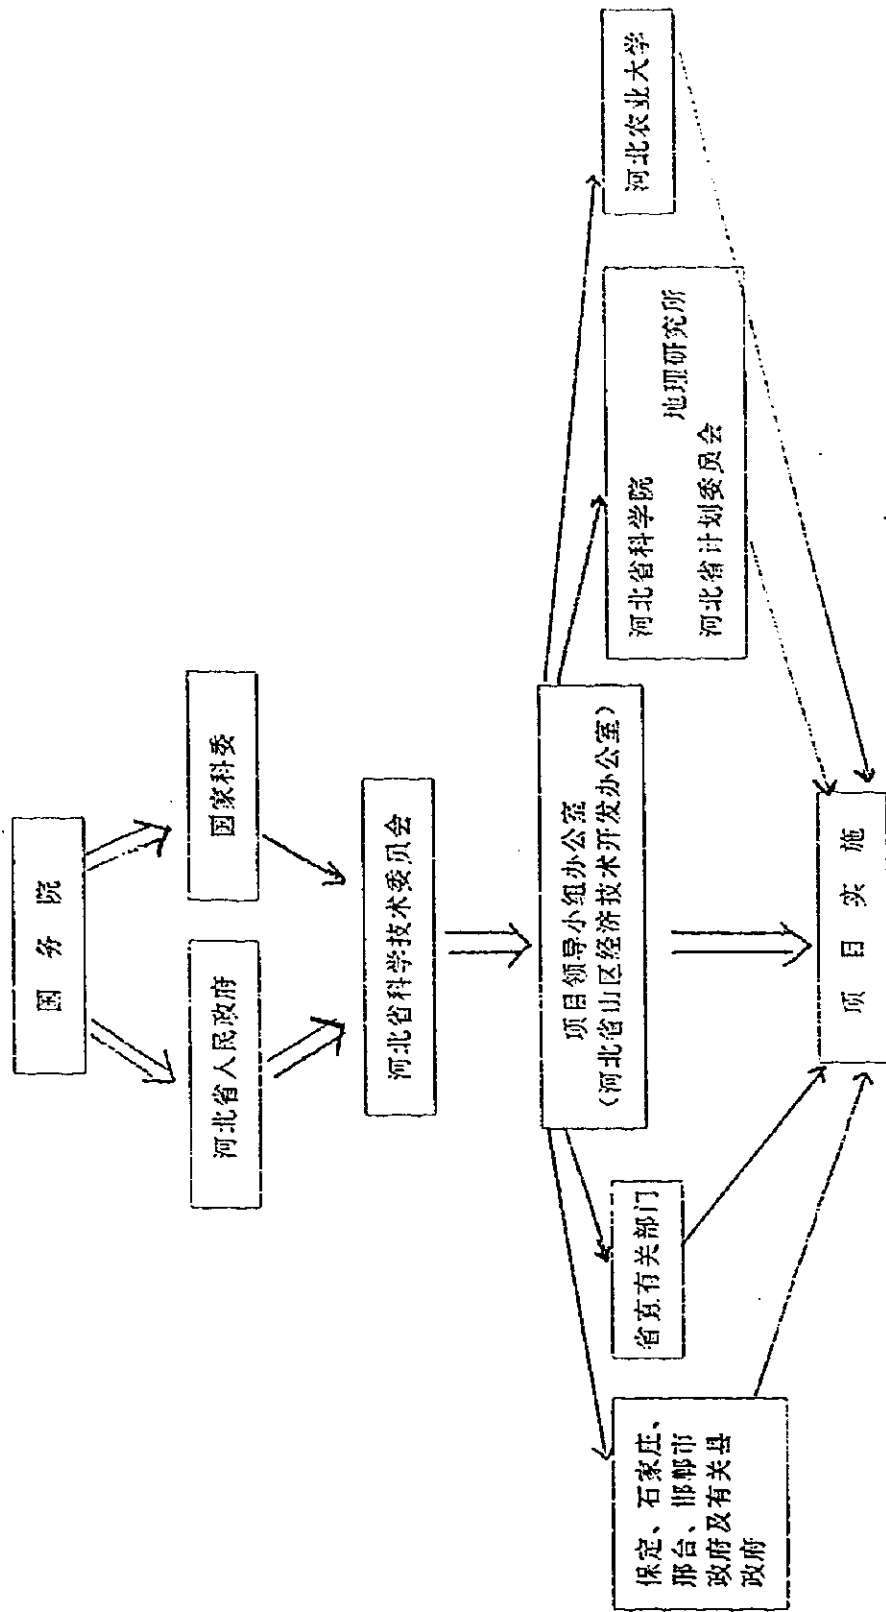 国务院
河北省人民政府
国家科委
河北省科学技术委员会
项目领导小组办公室
（河北省山区经济技术开发办公室）
保定、石家庄、
邢台、邯郸市
政府及有关县
政府
省直有关部门
河北省科学院
地理研究所
河北省计划委员会
河北农业大学
项目实施